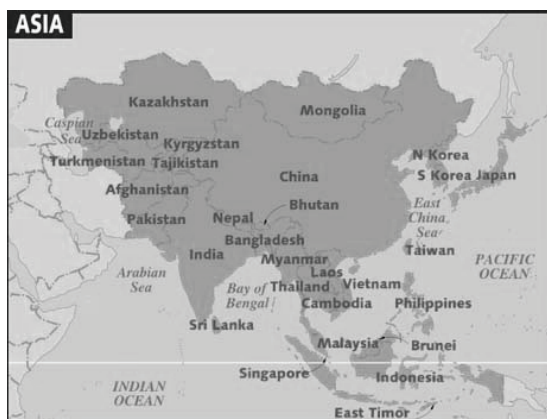 ASIA
Kazakhstan
Mongolia
Caspian
Sea
Uzbekistan
Kyrgyzstan
Turkmenistan
Tajikistan
N Korea
S Korea
Japan
China
Afghanistan
Bhutan
Pakistan
Nepal
East
China
Sea
Bangladesh
India
Myanmar
Taiwan
PACIFIC
OCEAN
Arabian
Sea
Laos
Vietnam
Thailand
Bay of
Bengal
Cambodia
Philippines
Sri Lanka
Malaysia
Brunei
Singapore
Indonesia
INDIAN
OCEAN
East Timor